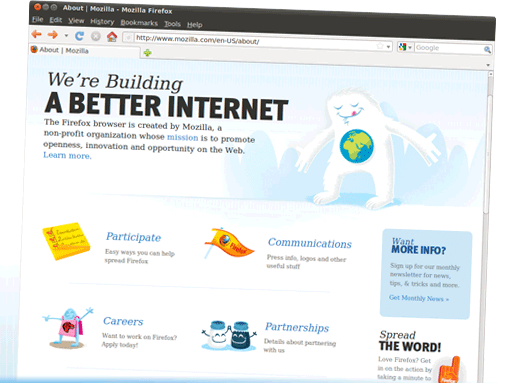 About | Mozilla - Mozilla Firefox
File Edit View History Bookmarks Tools Help
http://www.mozilla.com/en-US/about/
Google
About | Mozilla
We're Building
A BETTER INTERNET
The Firefox browser is created by Mozilla, a
non-profit organization whose mission is to promote
openness, innovation and opportunity on the Web.
Learn more.
Participate
Easy ways you can help
spread Firefox
Communications
Press info, logos and other
useful stuff
Want
MORE INFO?
Sign up for our monthly
newsletter for news,
tips, & tricks and more.
Get Monthly News »
Careers
Want to work on Firefox?
Apply today!
Partnerships
Details about partnering
with us
Spread
THE WORD!
Love Firefox? Get
in on the action by
taking a minute to